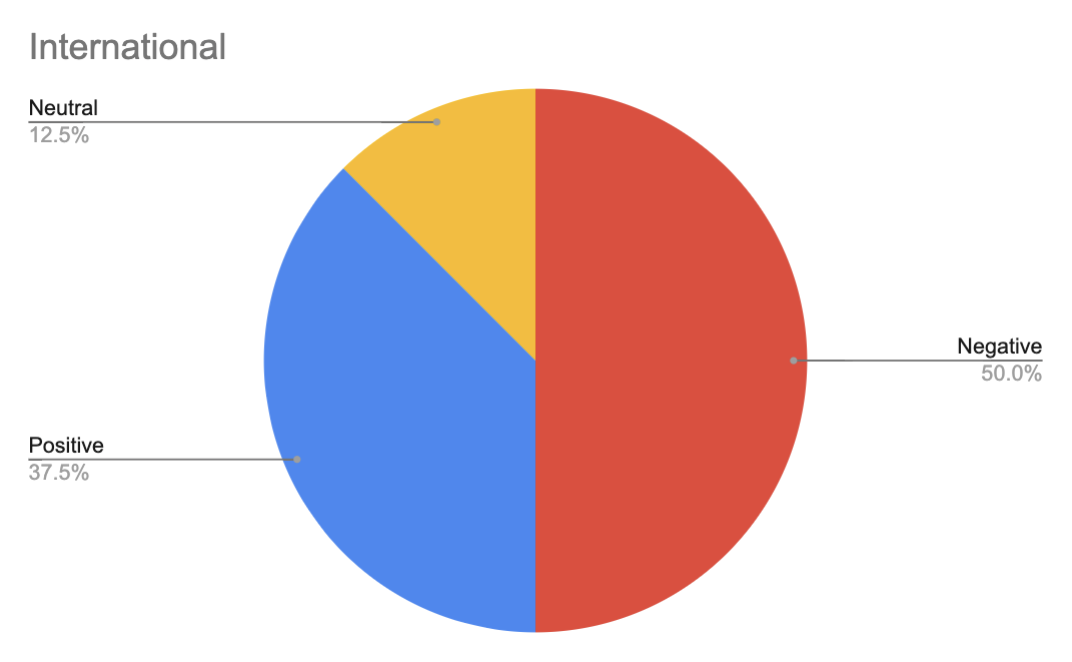 International
Neutral
12.5%
Negative
50.0%
Positive
37.5%